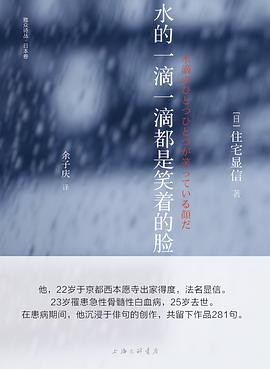 雅众诗丛·日本卷
水的一滴一滴都是笑着的脸
水滴のひとつひとつが笑っている顔だ
[日] 住宅显信 著
余子庆 译
他，22岁于京都西本愿寺出家得度，法名显信。
23岁罹患急性骨髓性白血病，25岁去世。
在患病期间，他沉浸于俳句的创作，共留下作品281句。
上海三联书店